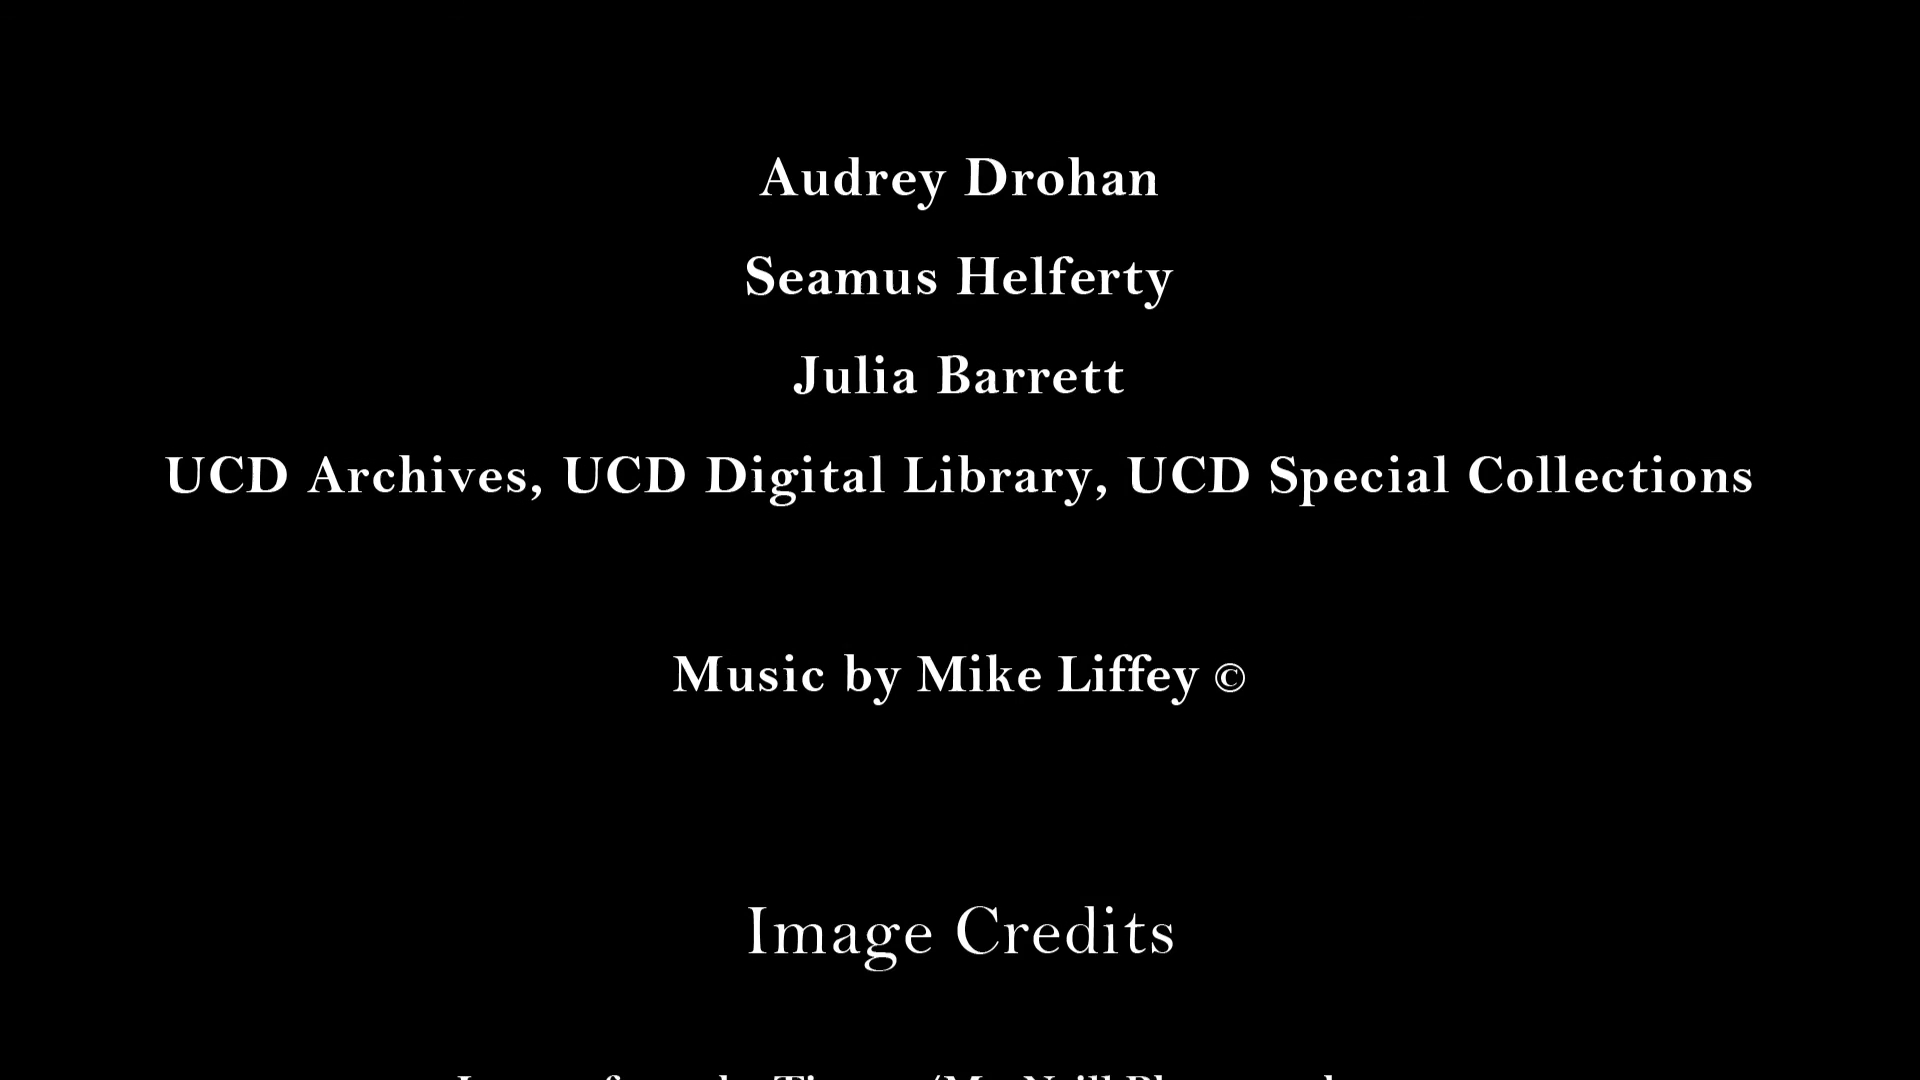 Audrey Drohan
Seamus Helferty
Julia Barrett
UCD Archives, UCD Digital Library, UCD Special Collections
Music by Mike Liffey ©
Image Credits